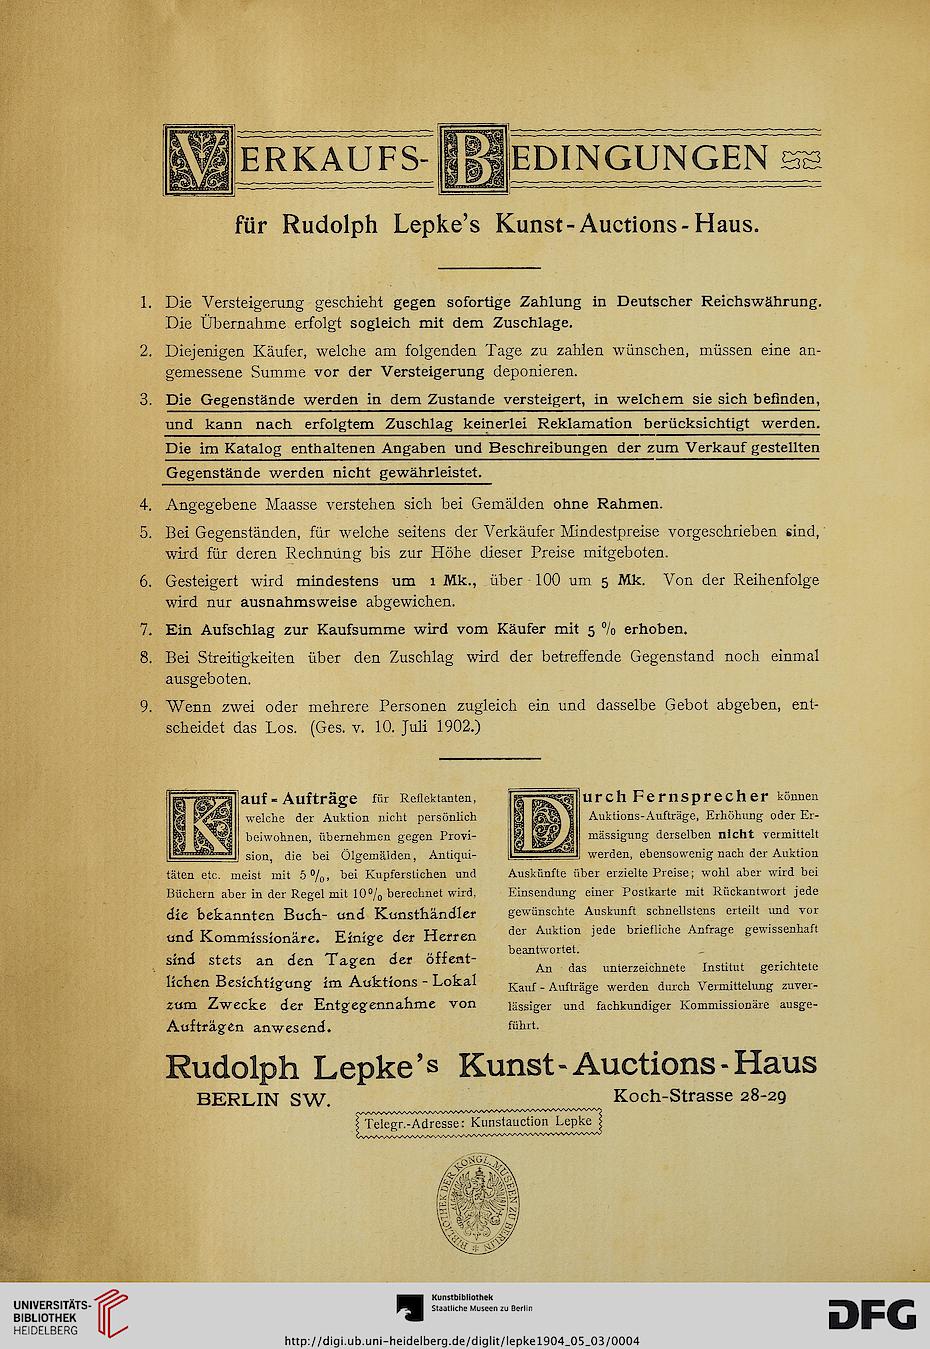 VERKAUFS-BEDINGUNGEN
für Rudolph Lepke's Kunst-Auctions-Haus.
1. Die Versteigerung geschieht gegen sofortige Zahlung in Deutscher Reichswährung.
Die Übernahme erfolgt sogleich mit dem Zuschlage.
2. Diejenigen Käufer, welche am folgenden Tage zu zahlen wünschen, müssen eine an-
gemessene Summe vor der Versteigerung deponieren.
3. Die Gegenstände werden in dem Zustande versteigert, in welchem sie sich befinden,
und kann nach erfolgtem Zuschlag keinerlei Reklamation berücksichtigt werden.
Die im Katalog enthaltenen Angaben und Beschreibungen der zum Verkauf gestellten
Gegenstände werden nicht gewährleistet.
4. Angegebene Maasse verstehen sich bei Gemälden ohne Rahmen.
5. Bei Gegenständen, für welche seitens der Verkäufer Mindestpreise vorgeschrieben sind,
wird für deren Rechnung bis zur Höhe dieser Preise mitgeboten.
6. Gesteigert wird mindestens um 1 Mk., über 100 um 5 Mk. Von der Reihenfolge
wird nur ausnahmsweise abgewichen.
7. Ein Aufschlag zur Kaufsumme wird vom Käufer mit 5 % erhoben.
8. Bei Streitigkeiten über den Zuschlag wird der betreffende Gegenstand noch einmal
ausgeboten.
9. Wenn zwei oder mehrere Personen zugleich ein und dasselbe Gebot abgeben, ent-
scheidet das Los. (Ges. v. 10. Juli 1902.)
Kauf-Aufträge für Reflektanten,
welche der Auktion nicht persönlich
beiwohnen, übernehmen gegen Provi-
sion, die bei Ölgemälden, Antiqui-
täten etc. meist mit 5 %, bei Kupferstichen und
Büchern aber in der Regel mit 10 % berechnet wird,
die bekannten Buch- und Kunsthändler
und Kommissionäre. Einige der Herren
sind stets an den Tagen der öffent-
lichen Besichtigung im Auktions-Lokal
zum Zwecke der Entgegennahme von
Aufträgen anwesend.
Durch Fernsprecher können
Auktions-Aufträge, Erhöhung oder Er-
mässigung derselben nicht vermittelt
werden, ebensowenig nach der Auktion
Auskünfte über erzielte Preise; wohl aber wird bei
Einsendung einer Postkarte mit Rückantwort jede
gewünschte Auskunft schnellstens erteilt und vor
der Auktion jede briefliche Anfrage gewissenhaft
beantwortet.
An das unterzeichnete Institut gerichtete
Kauf-Aufträge werden durch Vermittelung zuver-
lässiger und fachkundiger Kommissionäre ausge-
führt.
Rudolph Lepke's Kunst-Auctions-Haus
BERLIN SW. Koch-Strasse 28-29
Telegr.-Adresse: Kunstauction Lepke
BIBLIOTHEK DER KÖNGL. MUSEEN ZU BERLIN
UNIVERSITÄTS-
BIBLIOTHEK
HEIDELBERG
Kunstbibliothek
Staatliche Museen zu Berlin
DFG
http://digi.ub.uni-heidelberg.de/diglit/lepke1904_05_03/0004